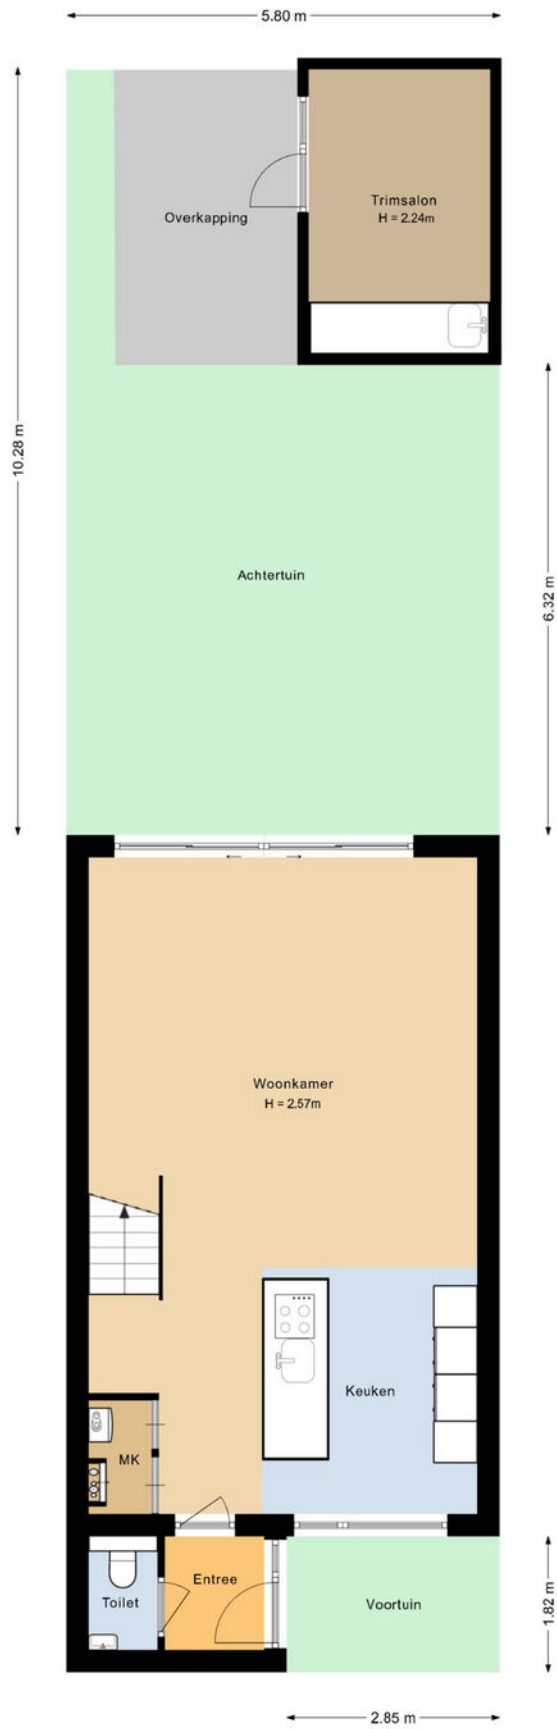 5.80 m
Trimsalon
H = 2.24m
Overkapping
10.28 m
Achtertuin
6.32 m
Woonkamer
H = 2.57m
Keuken
MK
Entree
Toilet
Voortuin
1.82 m
2.85 m